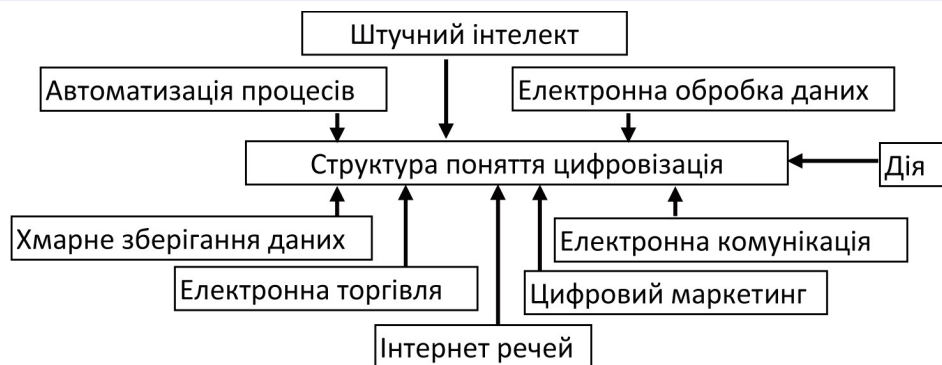 Штучний інтелект
Автоматизація процесів
Електронна обробка даних
Структура поняття цифровізація
Дія
Хмарне зберігання даних
Електронна комунікація
Електронна торгівля
Цифровий маркетинг
Інтернет речей